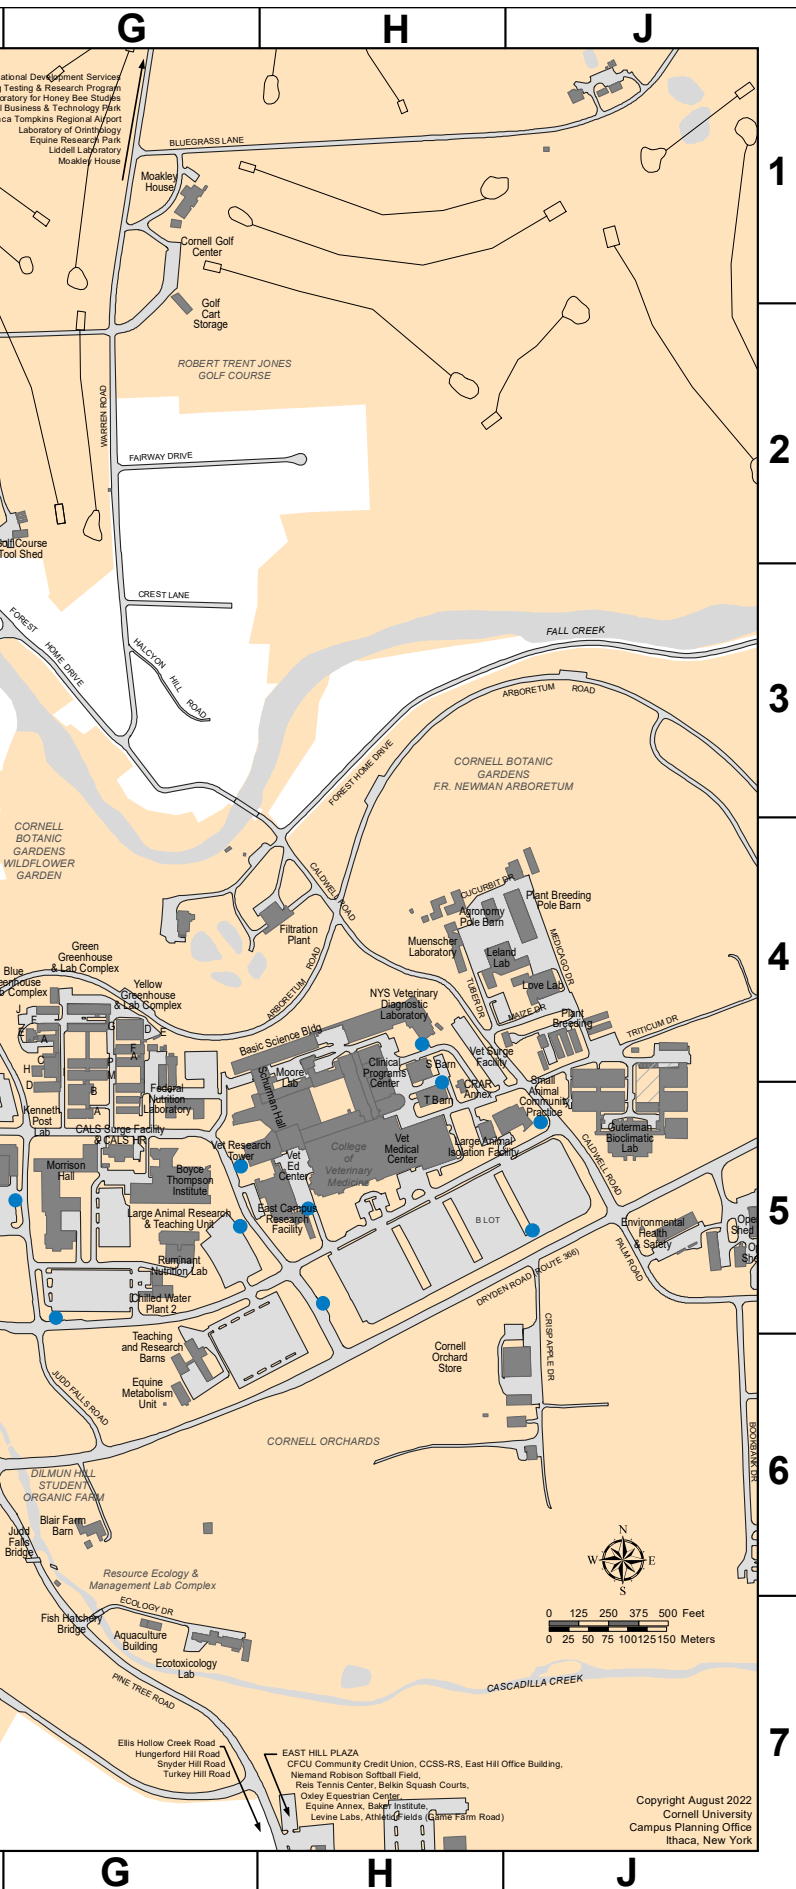 G H J
1
2
3
4
5
6
7
ational Development Services
Testing & Research Program
oratory for Honey Bee Studies
l Business & Technology Park
ca Tompkins Regional Airport
Laboratory of Orinthology
Equine Research Park
Liddell Laboratory
Moakley House
BLUEGRASS LANE
Moakley
House
Cornell Golf
Center
Golf
Cart
Storage
ROBERT TRENT JONES
GOLF COURSE
WARREN ROAD
FAIRWAY DRIVE
olf Course
Tool Shed
CREST LANE
FOREST HOME DRIVE
HALCYON HILL ROAD
FALL CREEK
ARBORETUM ROAD
FOREST HOME DRIVE
CORNELL BOTANIC
GARDENS
F.R. NEWMAN ARBORETUM
CORNELL
BOTANIC
GARDENS
WILDFLOWER
GARDEN
CALDWELL ROAD
CUCURBIT DR
Plant Breeding
Pole Barn
Agronomy
Pole Barn
Filtration
Plant
Muenscher
Laboratory
Leland
Lab
MEDICAGO DR
Love Lab
TUBER DR
MAIZE DR
Plant
Breeding
TRITICUM DR
ARBORETUM ROAD
Green
Greenhouse
& Lab Complex
Blue
enhouse
b Complex
Yellow
Greenhouse
& Lab Complex
NYS Veterinary
Diagnostic
Laboratory
J
F
E
A
C
H
D
G
D
E
F
A
P
M
B
A
Basic Science Bldg
Moore
Lab
Schurman Hall
Clinical
Programs
Center
S Barn
T Barn
Vet Surge
Facility
CRAR
Annex
Small
Animal
Community
Practice
Federal
Nutrition
Laboratory
Kenneth
Post
Lab
CALS Surge Facility
& CALS HR
Vet Research
Tower
Vet
Ed
Center
College
of
Veterinary
Medicine
Vet
Medical
Center
Large Animal
Isolation Facility
Guterman
Bioclimatic
Lab
CALDWELL ROAD
Morrison
Hall
Boyce
Thompson
Institute
Large Animal Research
& Teaching Unit
East Campus
Research
Facility
B LOT
Environmental
Health
& Safety
Ope
Shed
Op
She
PALM ROAD
Ruminant
Nutrition Lab
Chilled Water
Plant 2
DRYDEN ROAD (ROUTE 366)
Teaching
and Research
Barns
Equine
Metabolism
Unit
JUDD FALLS ROAD
Cornell
Orchard
Store
CRISP APPLE DR
BOOKBANK DR
CORNELL ORCHARDS
DILMUN HILL
STUDENT
ORGANIC FARM
Blair Farm
Barn
Judd
Falls
Bridge
Resource Ecology &
Management Lab Complex
ECOLOGY DR
Fish Hatchery
Bridge
Aquaculture
Building
Ecotoxicology
Lab
N
W E
S
0 125 250 375 500 Feet
0 25 50 75 100 125 150 Meters
CASCADILLA CREEK
PINE TREE ROAD
Ellis Hollow Creek Road
Hungerford Hill Road
Snyder Hill Road
Turkey Hill Road
EAST HILL PLAZA
CFCU Community Credit Union, CCSS-RS, East Hill Office Building,
Niemand Robison Softball Field,
Reis Tennis Center, Belkin Squash Courts,
Oxley Equestrian Center,
Equine Annex, Baker Institute,
Levine Labs, Athletic Fields (Game Farm Road)
Copyright August 2022
Cornell University
Campus Planning Office
Ithaca, New York
G H J